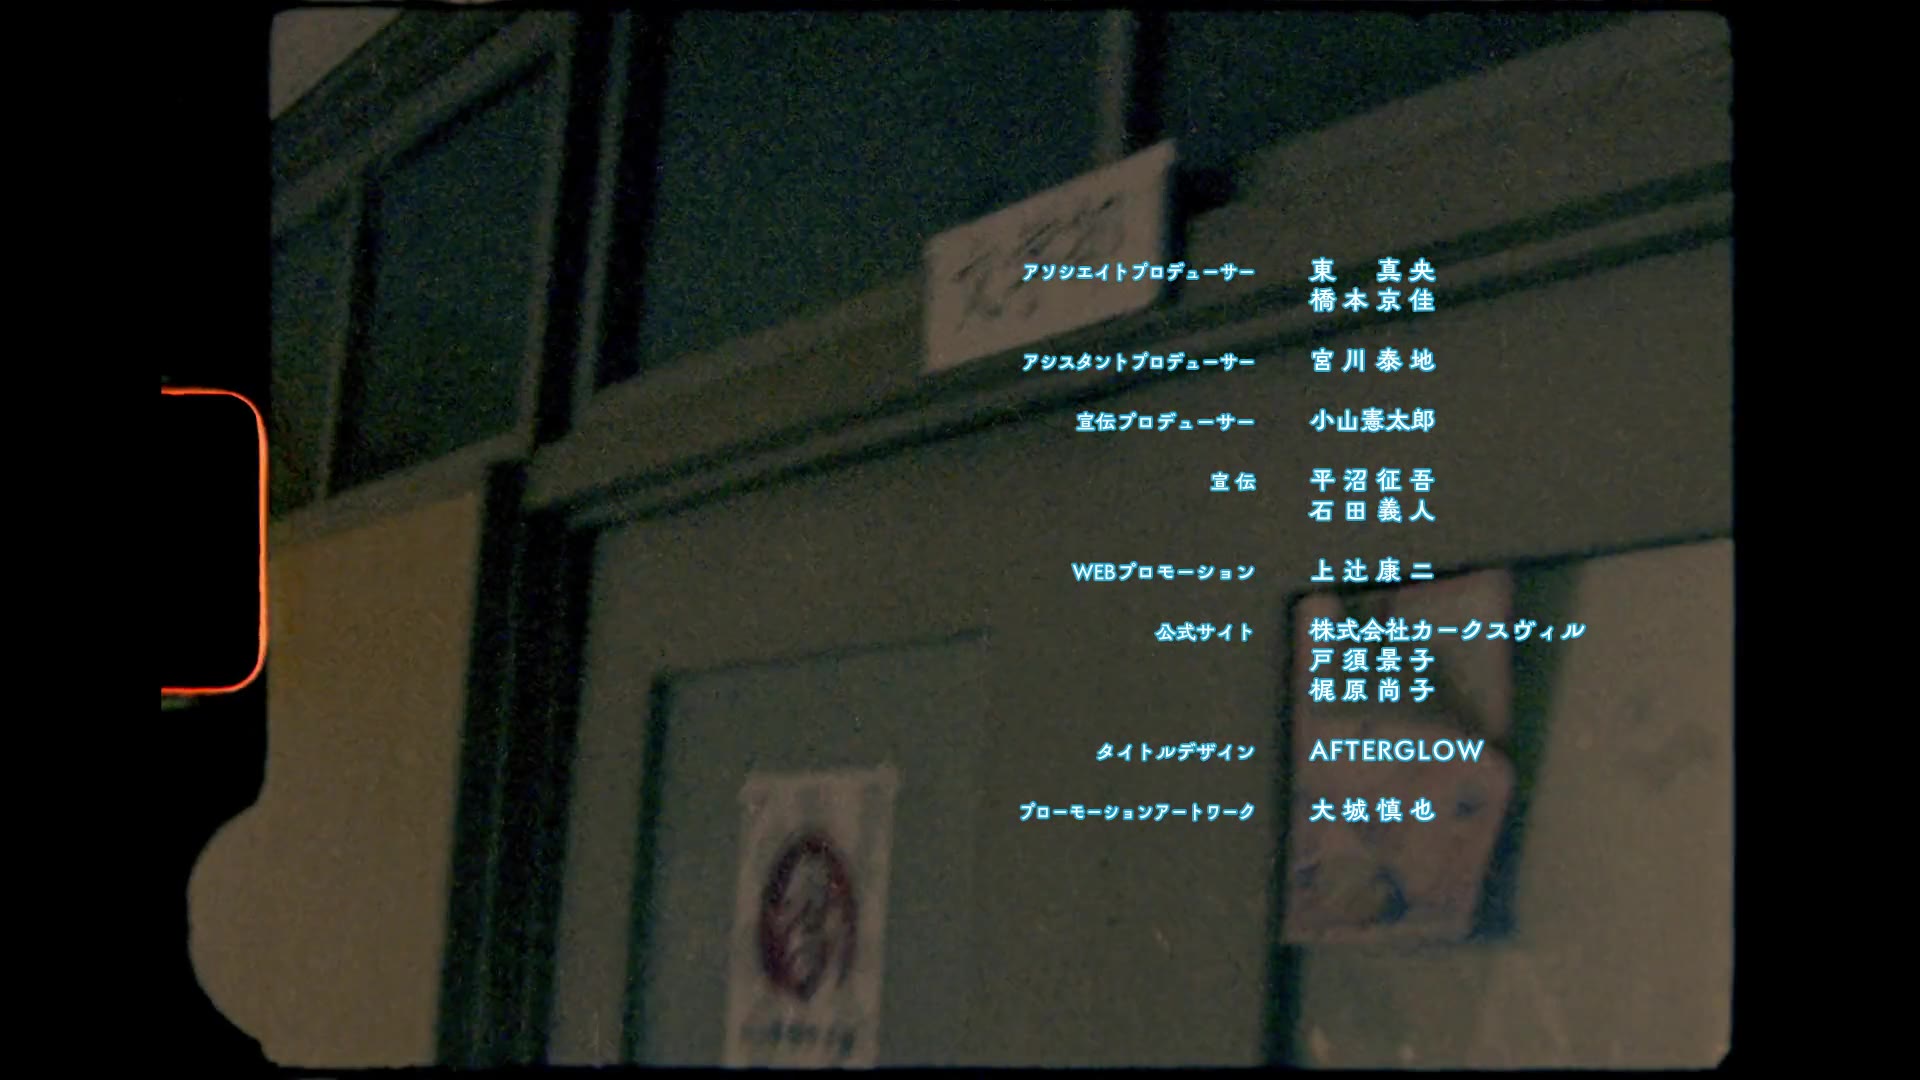 アソシエイトプロデューサー 東 真央
橋本京佳
アシスタントプロデューサー 宮川泰地
宣伝プロデューサー 小山憲太郎
宣伝 平沼征吾
石田義人
WEBプロモーション 上辻康二
公式サイト 株式会社カークスヴィル
戸須景子
梶原尚子
タイトルデザイン AFTERGLOW
プローモーションアートワーク 大城慎也